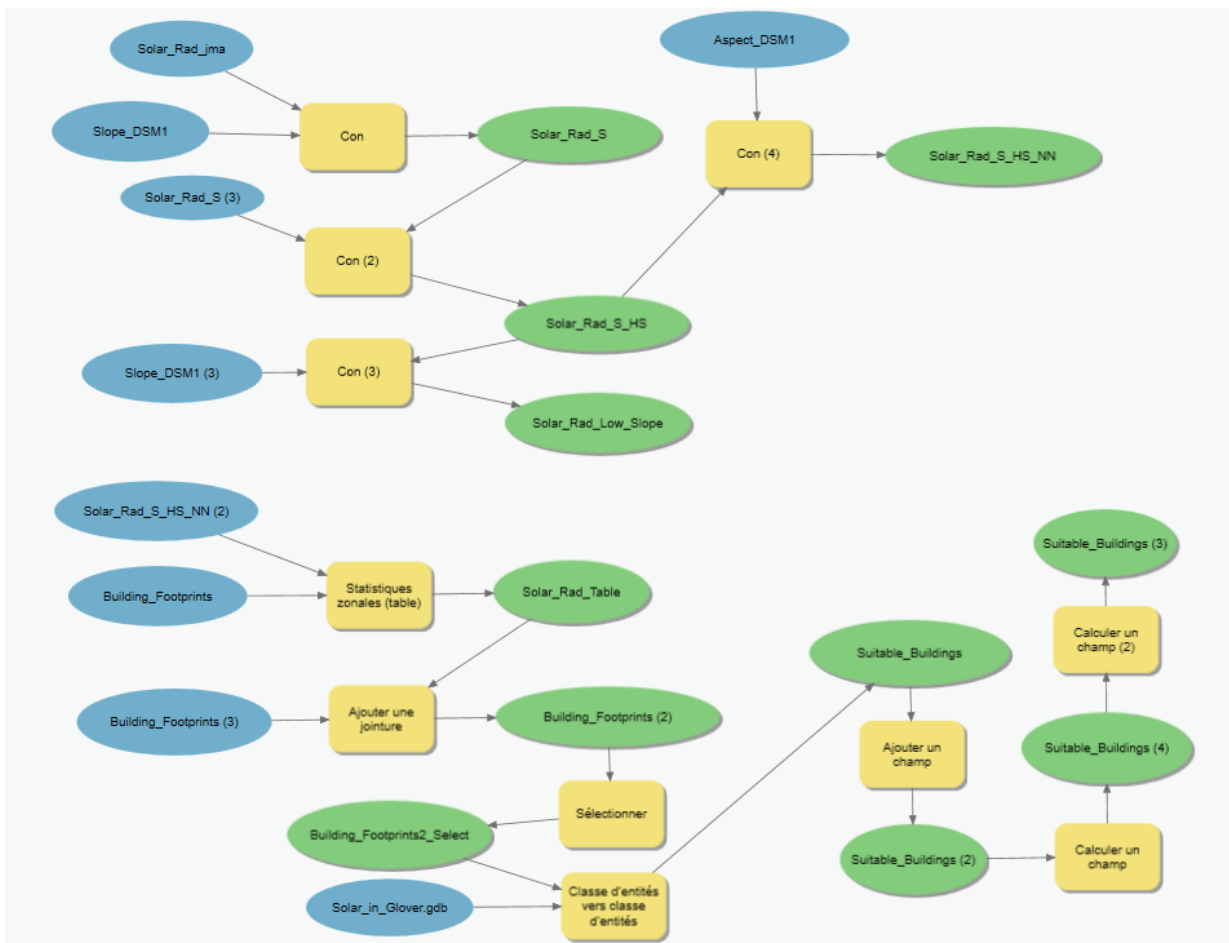 Solar_Rad_jma
Aspect_DSM1
Slope_DSM1
Con
Solar_Rad_S
Con (4)
Solar_Rad_S_HS_NN
Solar_Rad_S (3)
Con (2)
Solar_Rad_S_HS
Slope_DSM1 (3)
Con (3)
Solar_Rad_Low_Slope
Solar_Rad_S_HS_NN (2)
Building_Footprints
Statistiques
zonales (table)
Solar_Rad_Table
Building_Footprints (3)
Ajouter une
jointure
Building_Footprints (2)
Sélectionner
Building_Footprints2_Select
Solar_in_Glover.gdb
Classe d'entités
vers classe
d'entités
Suitable_Buildings
Ajouter un
champ
Suitable_Buildings (2)
Calculer un
champ
Suitable_Buildings (4)
Calculer un
champ (2)
Suitable_Buildings (3)